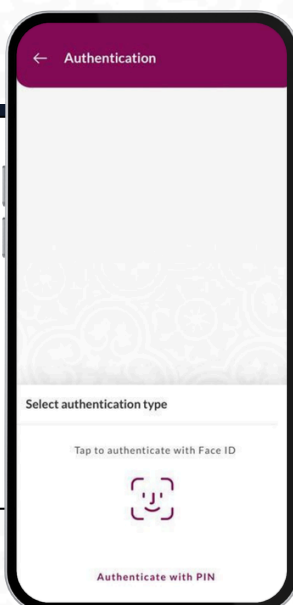 Authentication
Select authentication type
Tap to authenticate with Face ID
Authenticate with PIN